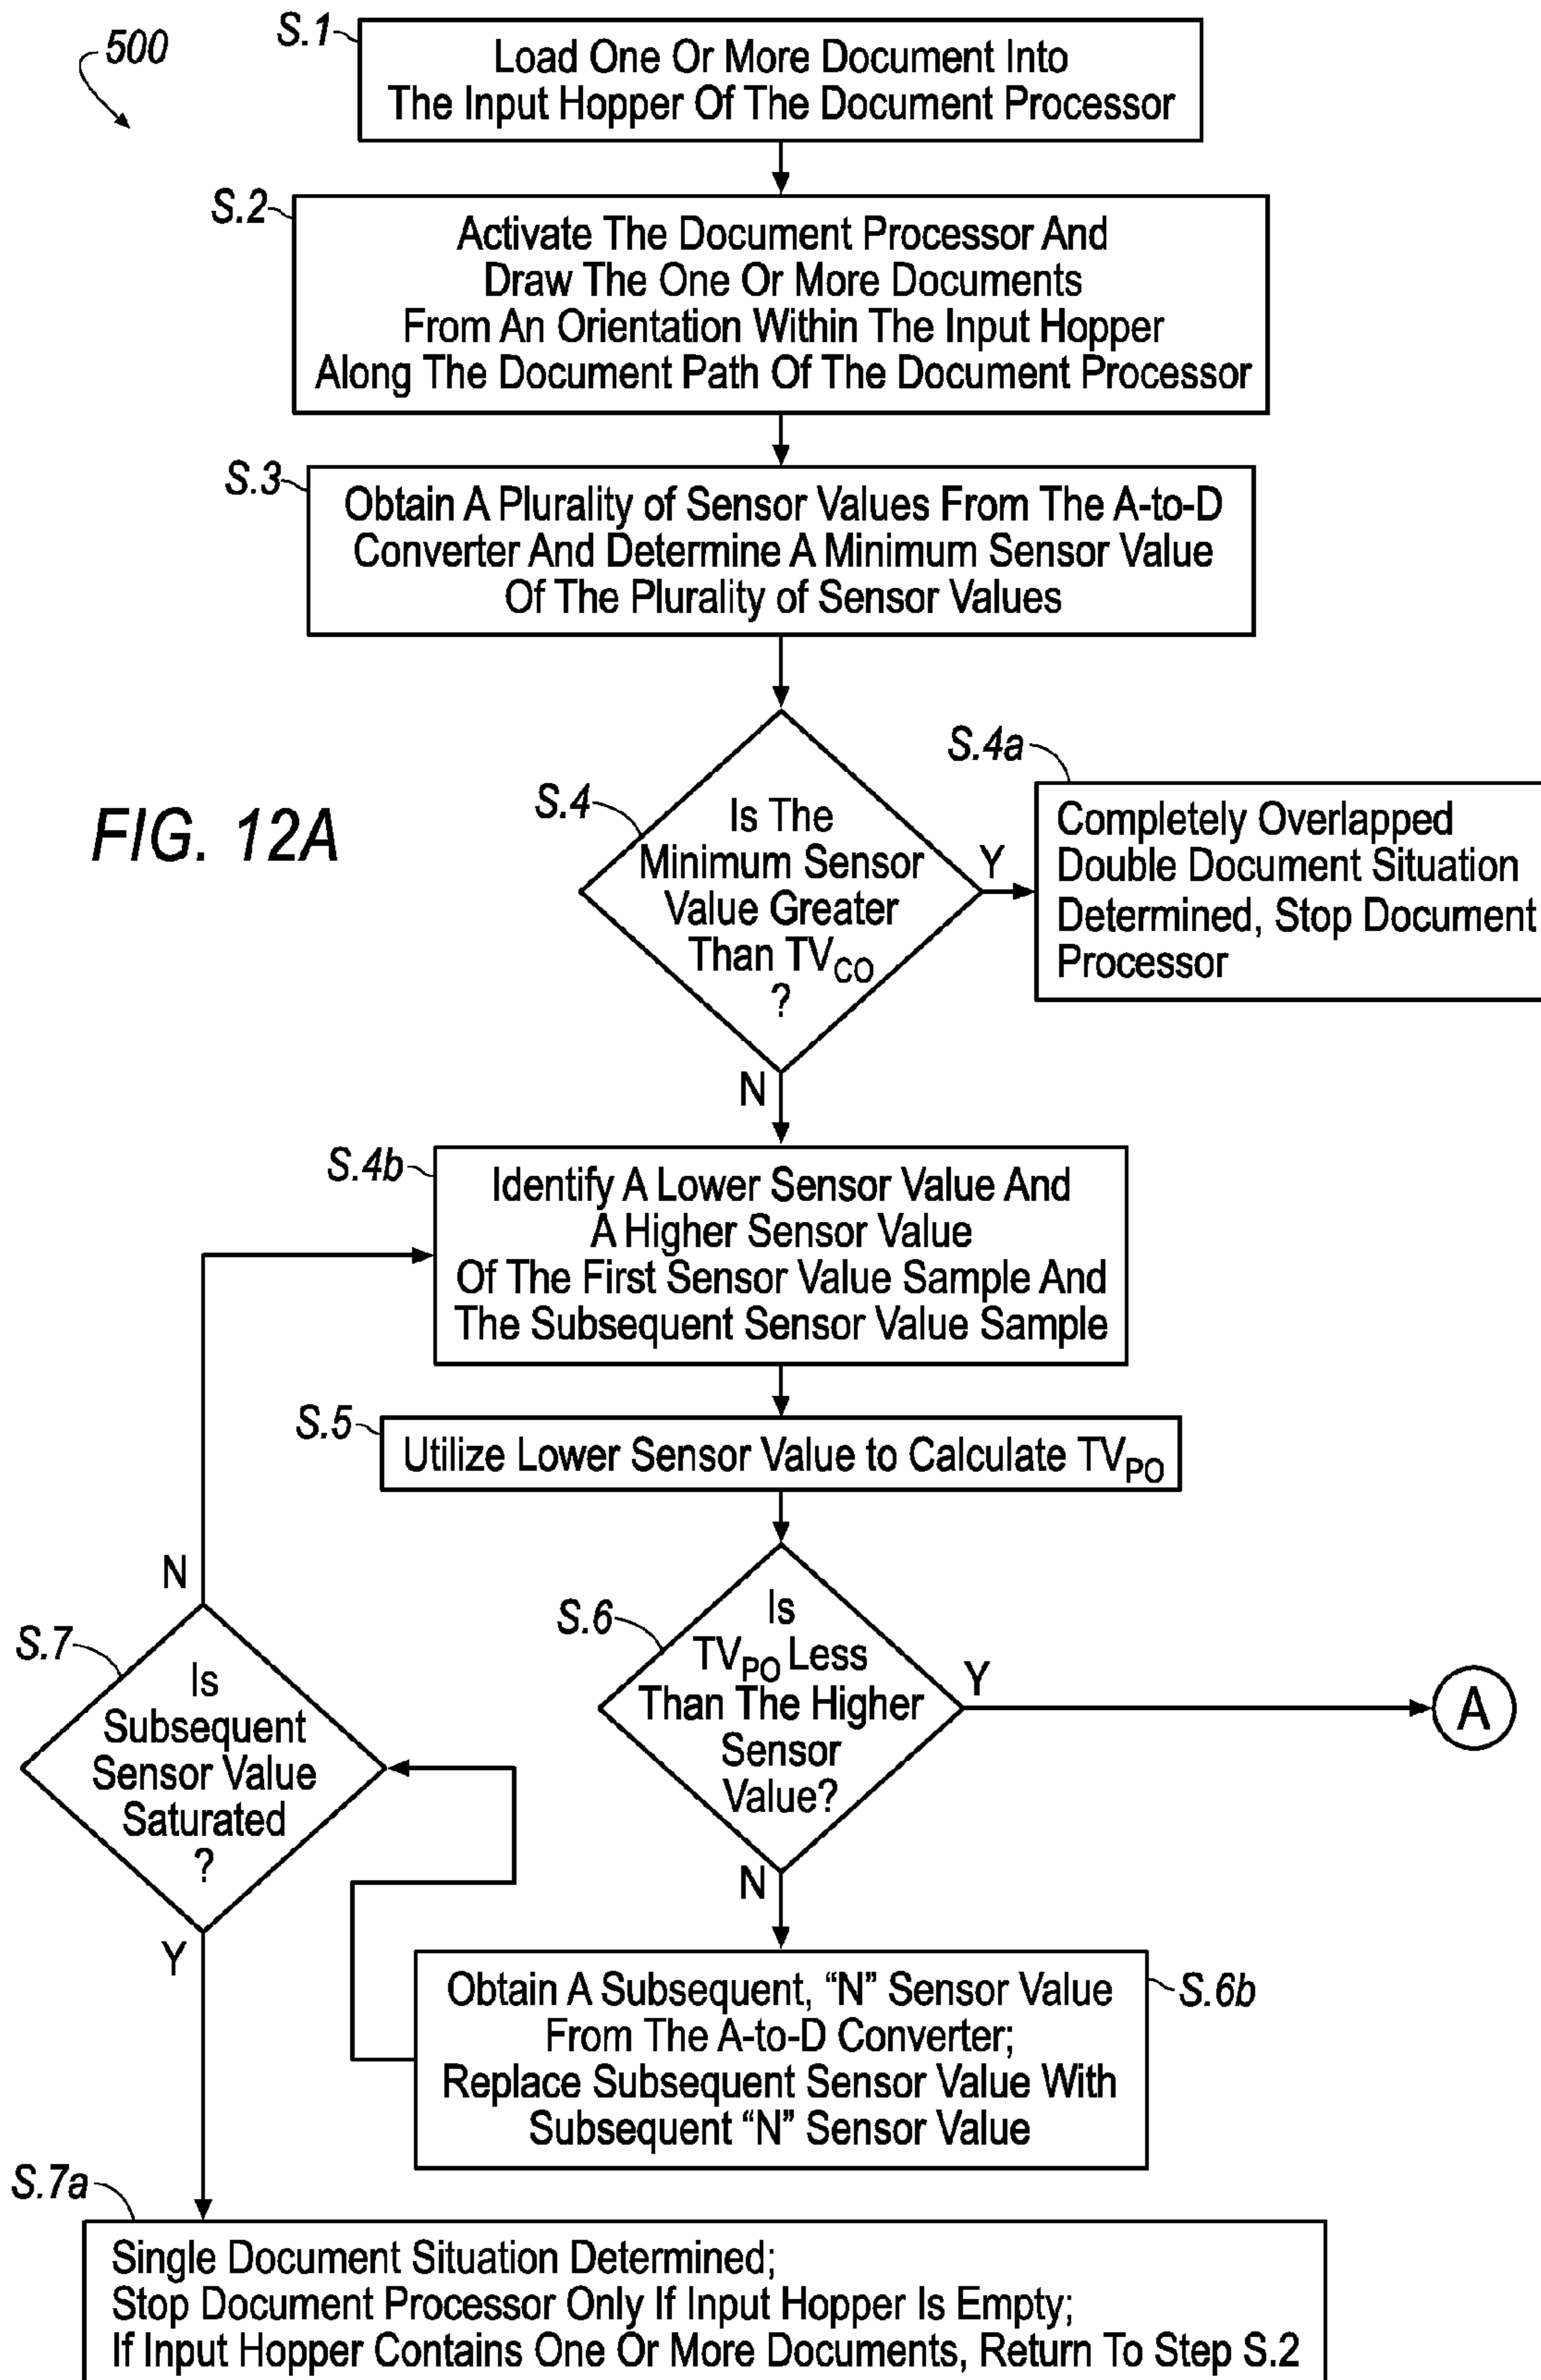 500
S.1
Load One Or More Document Into
The Input Hopper Of The Document Processor
S.2
Activate The Document Processor And
Draw The One Or More Documents
From An Orientation Within The Input Hopper
Along The Document Path Of The Document Processor
S.3
Obtain A Plurality of Sensor Values From The A-to-D
Converter And Determine A Minimum Sensor Value
Of The Plurality of Sensor Values
FIG. 12A
S.4
Is The
Minimum Sensor
Value Greater
Than TVCO
?
Y
S.4a
Completely Overlapped
Double Document Situation
Determined, Stop Document
Processor
N
S.4b
Identify A Lower Sensor Value And
A Higher Sensor Value
Of The First Sensor Value Sample And
The Subsequent Sensor Value Sample
S.5
Utilize Lower Sensor Value to Calculate TVPO
S.6
Is
TVPO Less
Than The Higher
Sensor
Value?
Y
A
N
S.6b
Obtain A Subsequent, “N” Sensor Value
From The A-to-D Converter;
Replace Subsequent Sensor Value With
Subsequent “N” Sensor Value
S.7
Is
Subsequent
Sensor Value
Saturated
?
N
Y
S.7a
Single Document Situation Determined;
Stop Document Processor Only If Input Hopper Is Empty;
If Input Hopper Contains One Or More Documents, Return To Step S.2